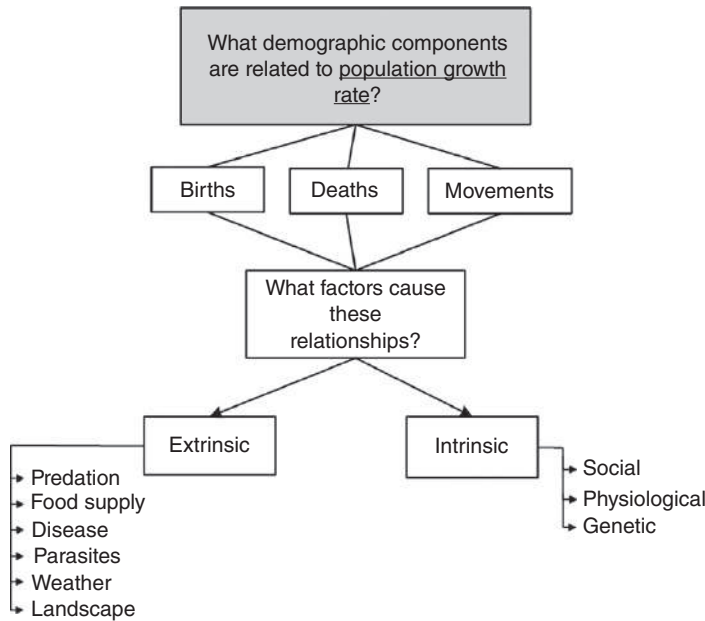 What demographic components
are related to population growth
rate?
Births
Deaths
Movements
What factors cause
these
relationships?
Extrinsic
Intrinsic
Predation
Food supply
Disease
Parasites
Weather
Landscape
Social
Physiological
Genetic